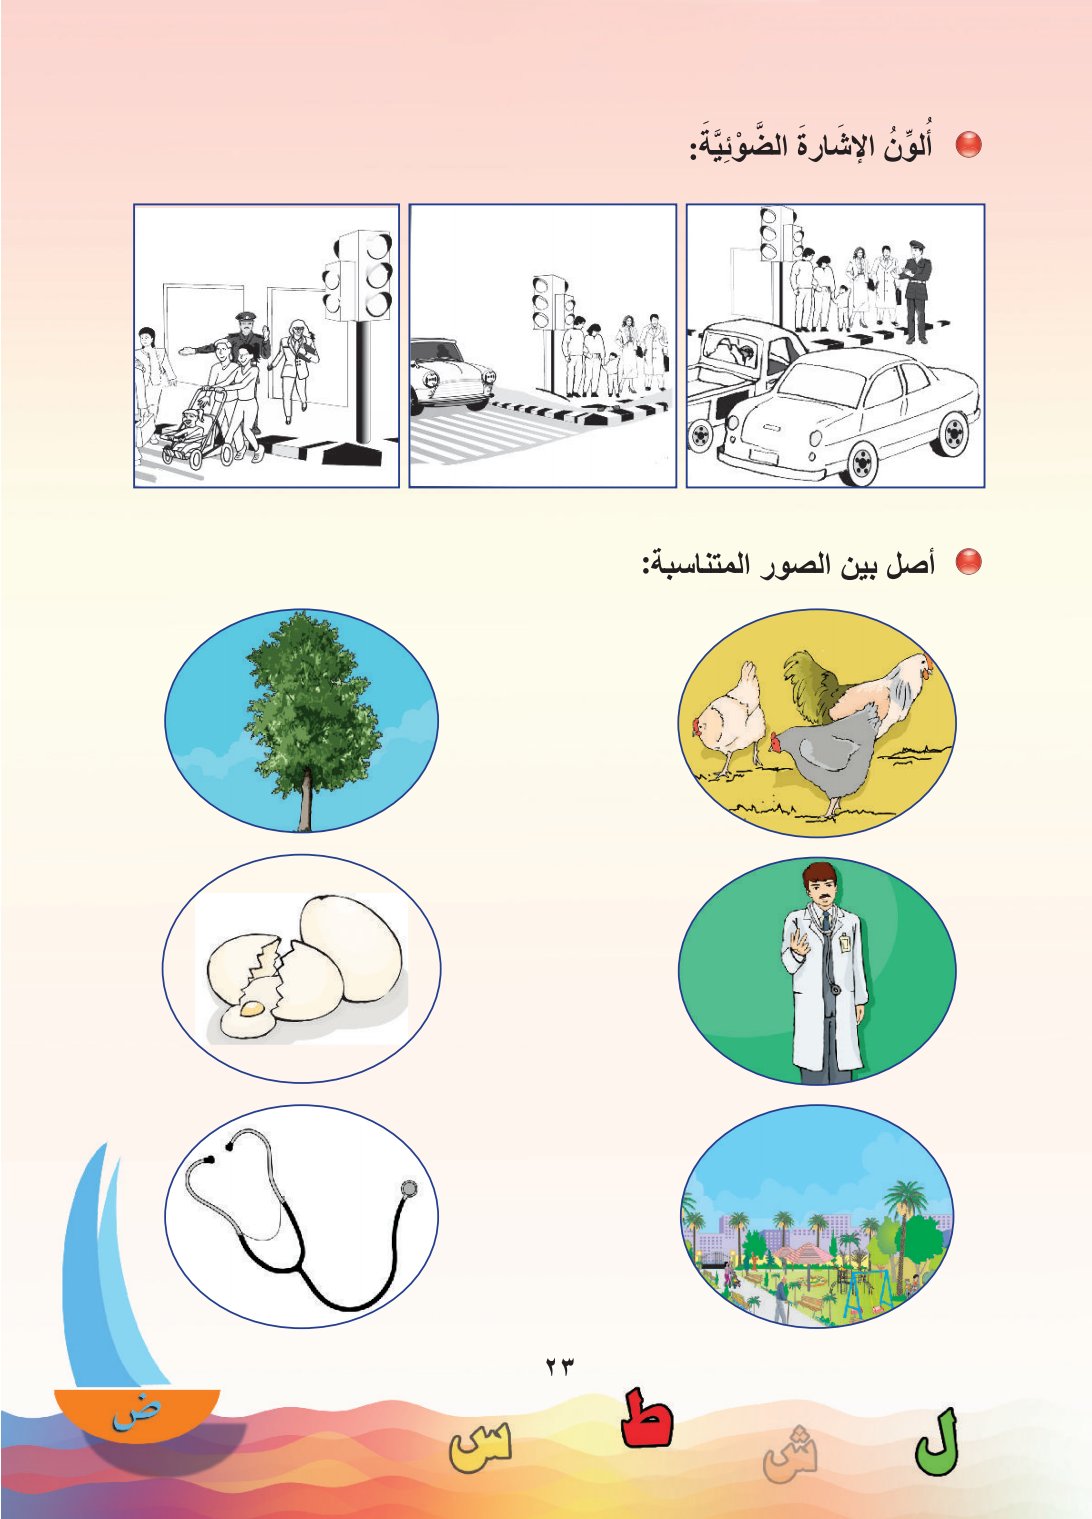 أُلوِّنُ الإشَارةَ الضَّوْئِيَّةَ:
أصل بين الصور المتناسبة:
٢٣
ض
س
ط
ش
ل